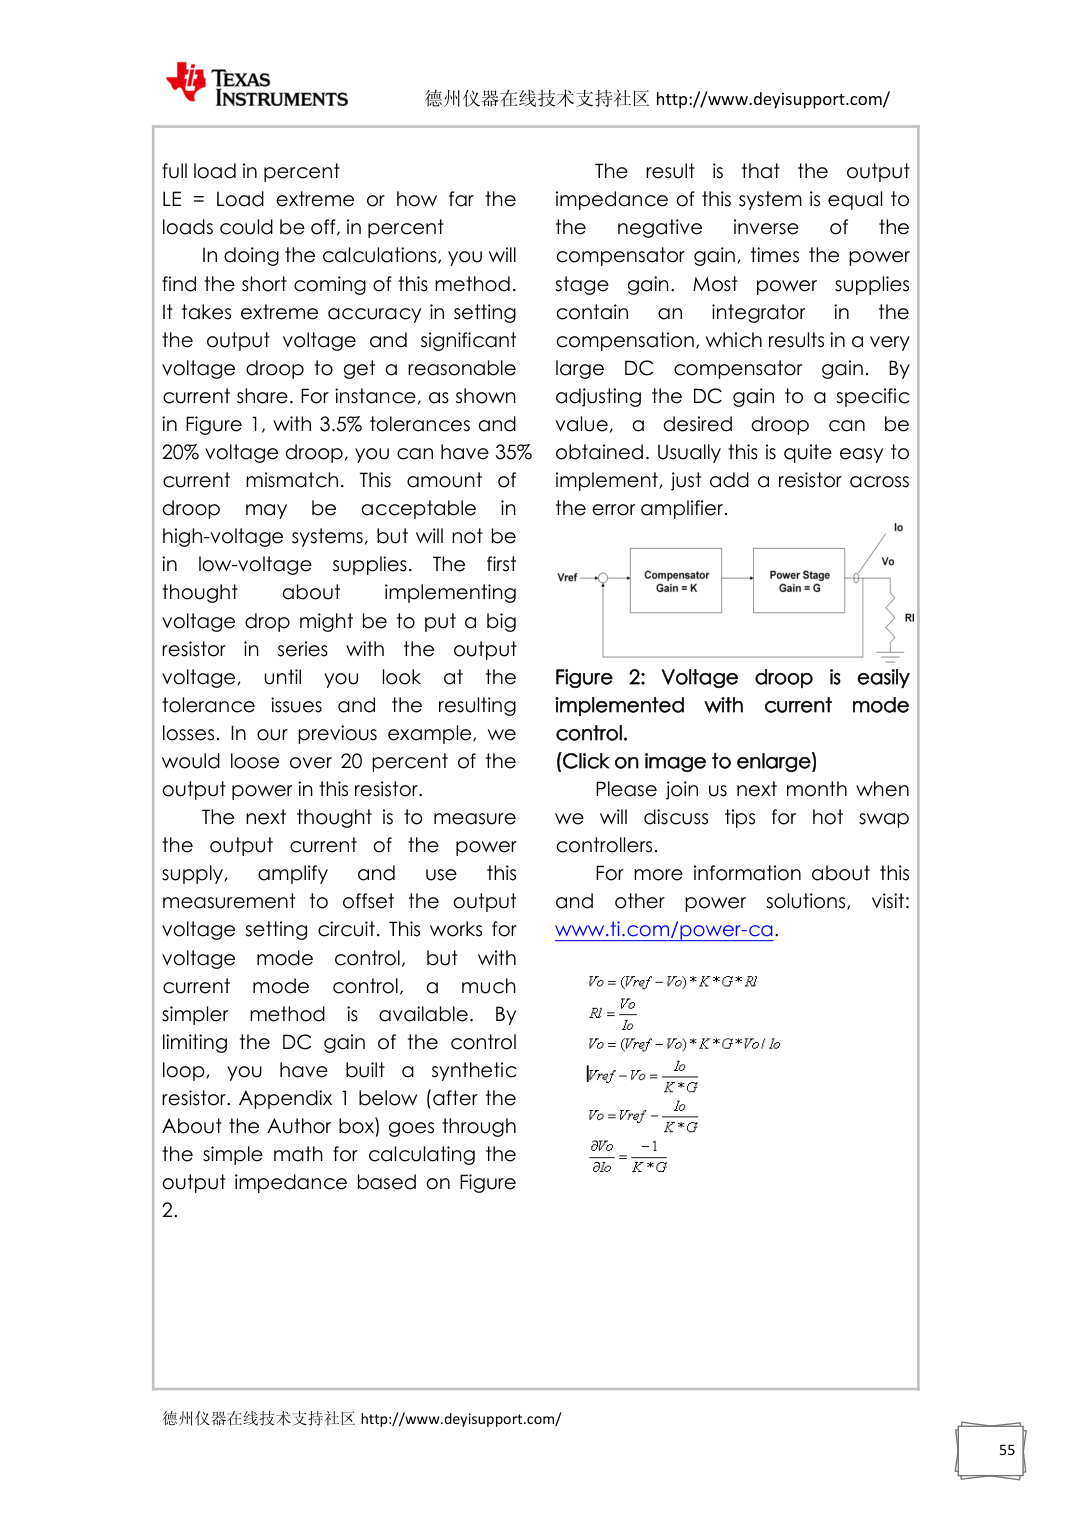 TEXAS
INSTRUMENTS
德州仪器在线技术支持社区 http://www.deyisupport.com/
full load in percent
LE = Load extreme or how far the
loads could be off, in percent
In doing the calculations, you will
find the short coming of this method.
It takes extreme accuracy in setting
the output voltage and significant
voltage droop to get a reasonable
current share. For instance, as shown
in Figure 1, with 3.5% tolerances and
20% voltage droop, you can have 35%
current mismatch. This amount of
droop may be acceptable in
high-voltage systems, but will not be
in low-voltage supplies. The first
thought about implementing
voltage drop might be to put a big
resistor in series with the output
voltage, until you look at the
tolerance issues and the resulting
losses. In our previous example, we
would loose over 20 percent of the
output power in this resistor.
The next thought is to measure
the output current of the power
supply, amplify and use this
measurement to offset the output
voltage setting circuit. This works for
voltage mode control, but with
current mode control, a much
simpler method is available. By
limiting the DC gain of the control
loop, you have built a synthetic
resistor. Appendix 1 below (after the
About the Author box) goes through
the simple math for calculating the
output impedance based on Figure
2.
The result is that the output
impedance of this system is equal to
the negative inverse of the
compensator gain, times the power
stage gain. Most power supplies
contain an integrator in the
compensation, which results in a very
large DC compensator gain. By
adjusting the DC gain to a specific
value, a desired droop can be
obtained. Usually this is quite easy to
implement, just add a resistor across
the error amplifier.
Io
Vo
Vref
Compensator
Gain = K
Power Stage
Gain = G
Rl
Figure 2: Voltage droop is easily
implemented with current mode
control.
(Click on image to enlarge)
Please join us next month when
we will discuss tips for hot swap
controllers.
For more information about this
and other power solutions, visit:
www.ti.com/power-ca.
Vo = (Vref − Vo) * K * G * Rl
Rl = Vo / Io
Vo = (Vref − Vo) * K * G * Vo / Io
Vref − Vo = Io / K * G
Vo = Vref − Io / K * G
∂Vo / ∂Io = −1 / K * G
德州仪器在线技术支持社区 http://www.deyisupport.com/
55